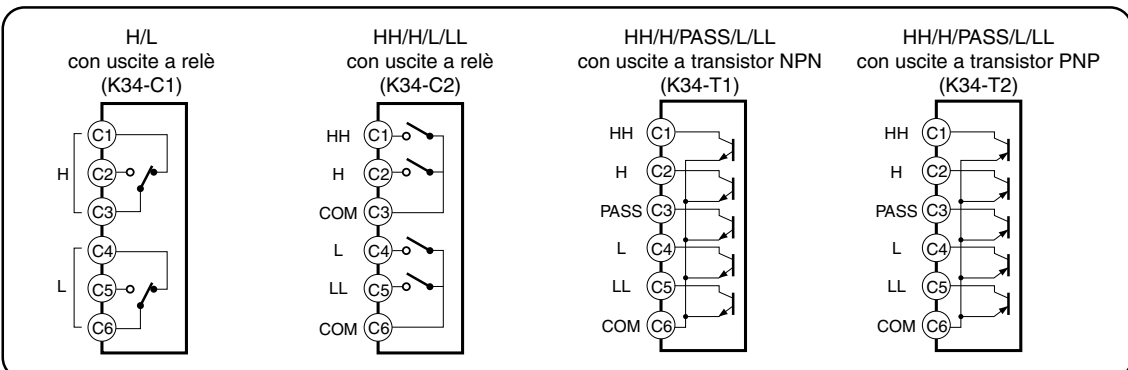 H/L
con uscite a relè
(K34-C1)
C1
H C2
C3
C4
L C5
C6
HH/H/L/LL
con uscite a relè
(K34-C2)
HH C1
H C2
COM C3
L C4
LL C5
COM C6
HH/H/PASS/L/LL
con uscite a transistor NPN
(K34-T1)
HH C1
H C2
PASS C3
L C4
LL C5
COM C6
HH/H/PASS/L/LL
con uscite a transistor PNP
(K34-T2)
HH C1
H C2
PASS C3
L C4
LL C5
COM C6